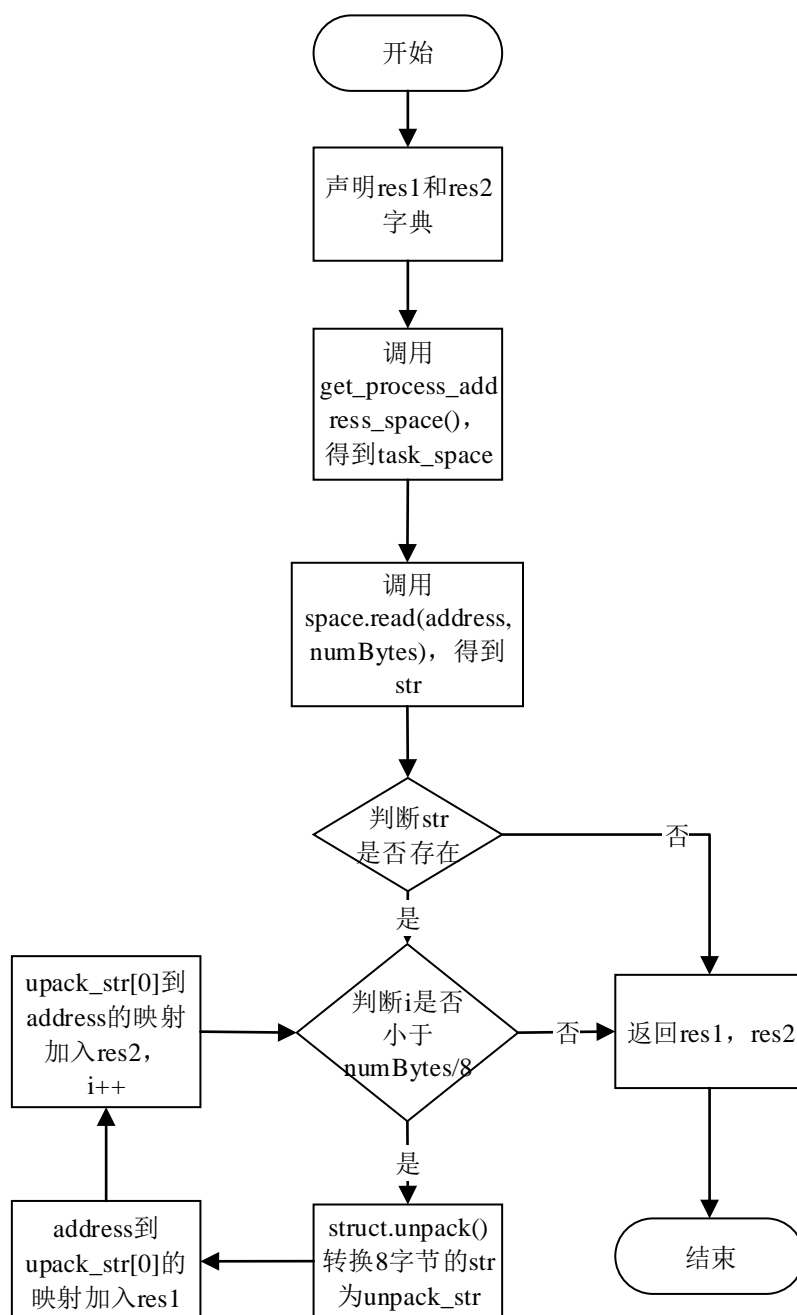 开始
声明res1和res2
字典
调用
get_process_add
ress_space()，
得到task_space
调用
space.read(address,
numBytes)，得到
str
判断str
是否存在
否
是
upack_str[0]到
address的映射
加入res2，
i++
判断i是否
小于
numBytes/8
否
返回res1，res2
是
address到
upack_str[0]的
映射加入res1
struct.unpack()
转换8字节的str
为unpack_str
结束